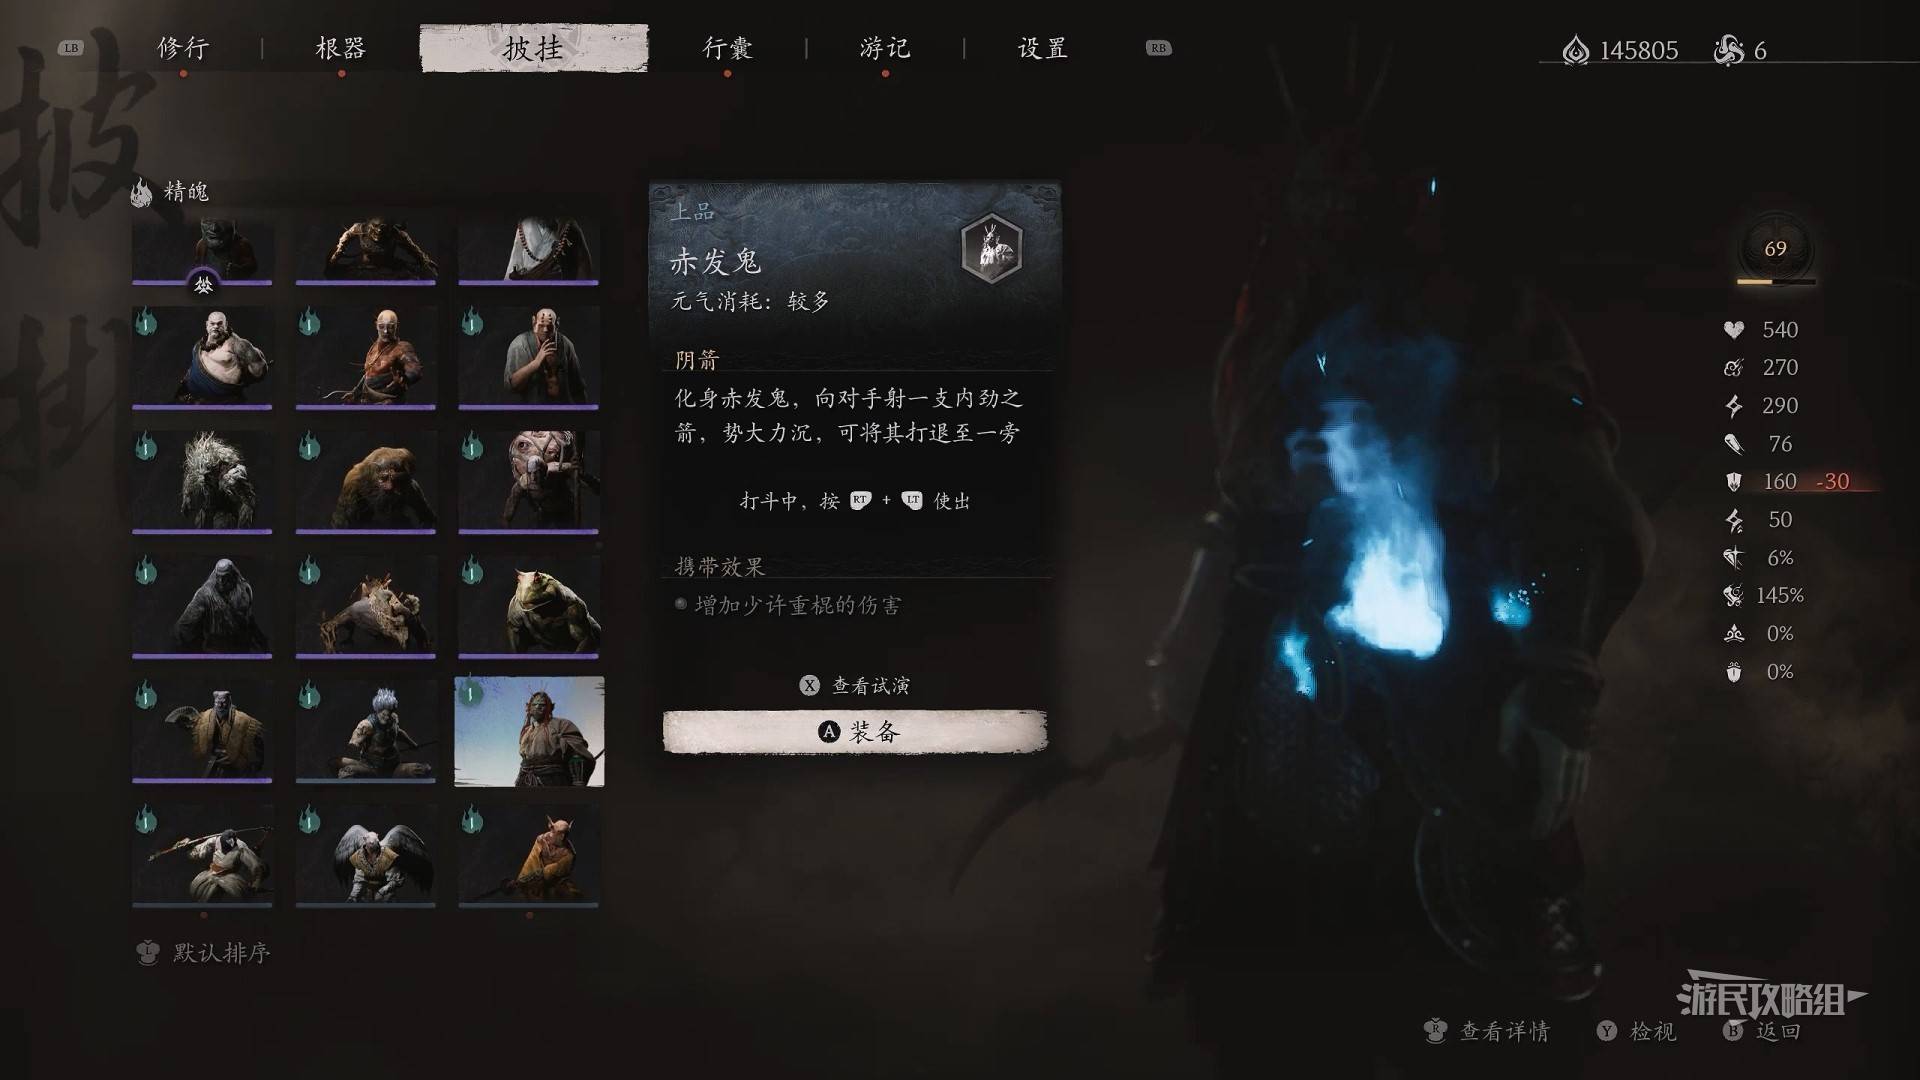 LB 修行 根器 披挂 行囊 游记 设置 RB
145805 6
披挂
精魄
上品
赤发鬼
元气消耗：较多
阴箭
化身赤发鬼，向对手射一支内劲之
箭，势大力沉，可将其打退至一旁
打斗中，按 RT + LT 使出
携带效果
增加少许重棍的伤害
X 查看试演
A 装备
69
540
270
290
76
160 -30
50
6%
145%
0%
0%
L 默认排序
游民攻略组
R 查看详情 Y 检视 B 返回